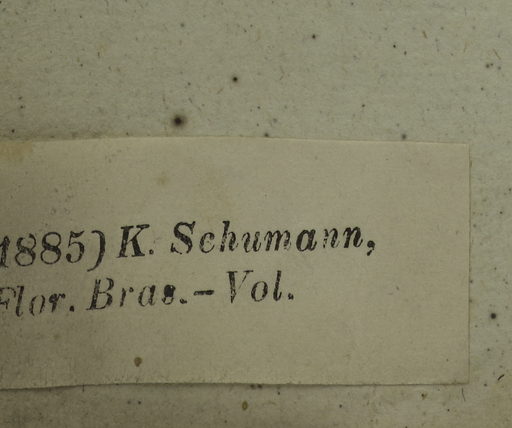 1885) K. Schumann,
Flor. Bras.– Vol.